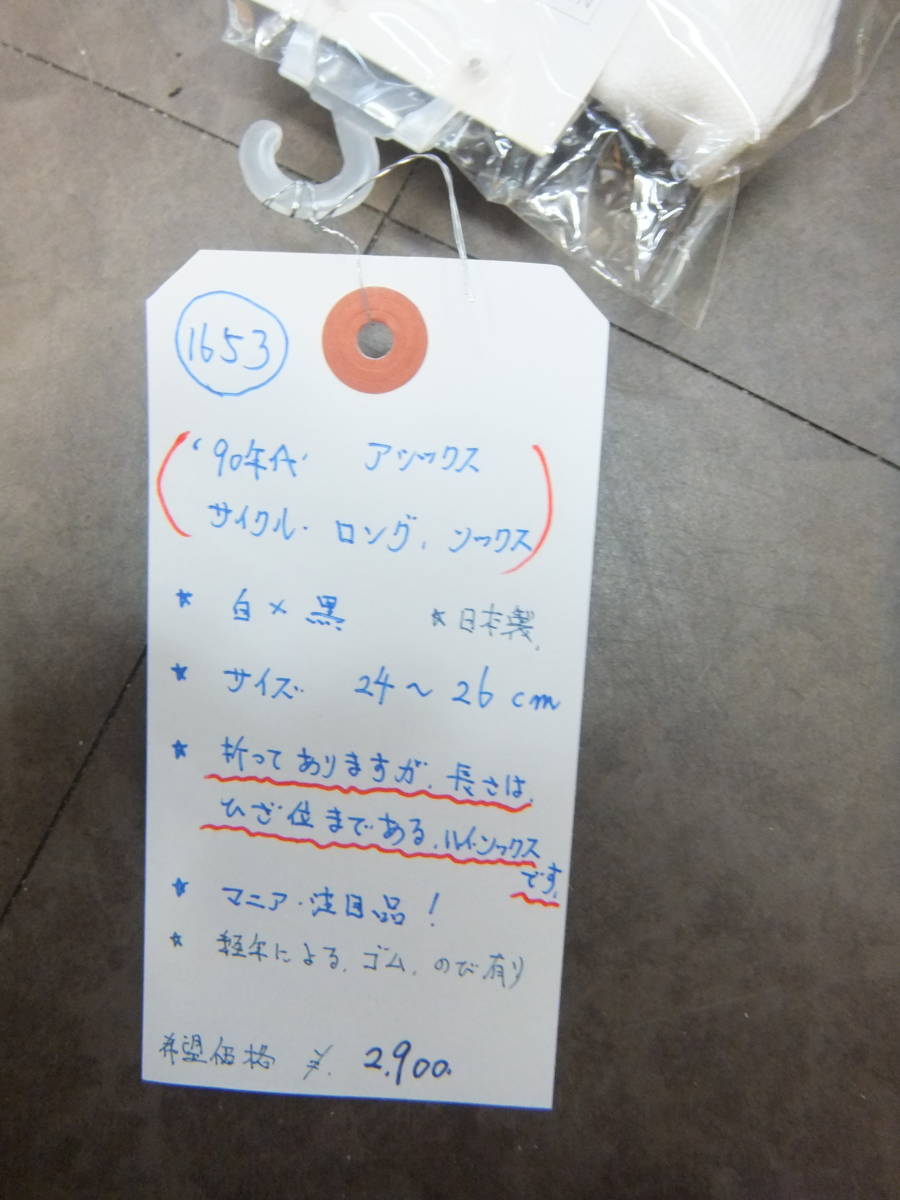 1653
'90年代 アシックス
サイクル・ロング、ソックス
★ 白×黒 ★日本製、
★ サイズ 24〜26cm
★ 折ってありますが、長さは、
ひざ位まである、ハイソックス
です、
★ マニア・注目品！
★ 経年による、ゴム、のび有り
希望価格 ¥. 2,900.